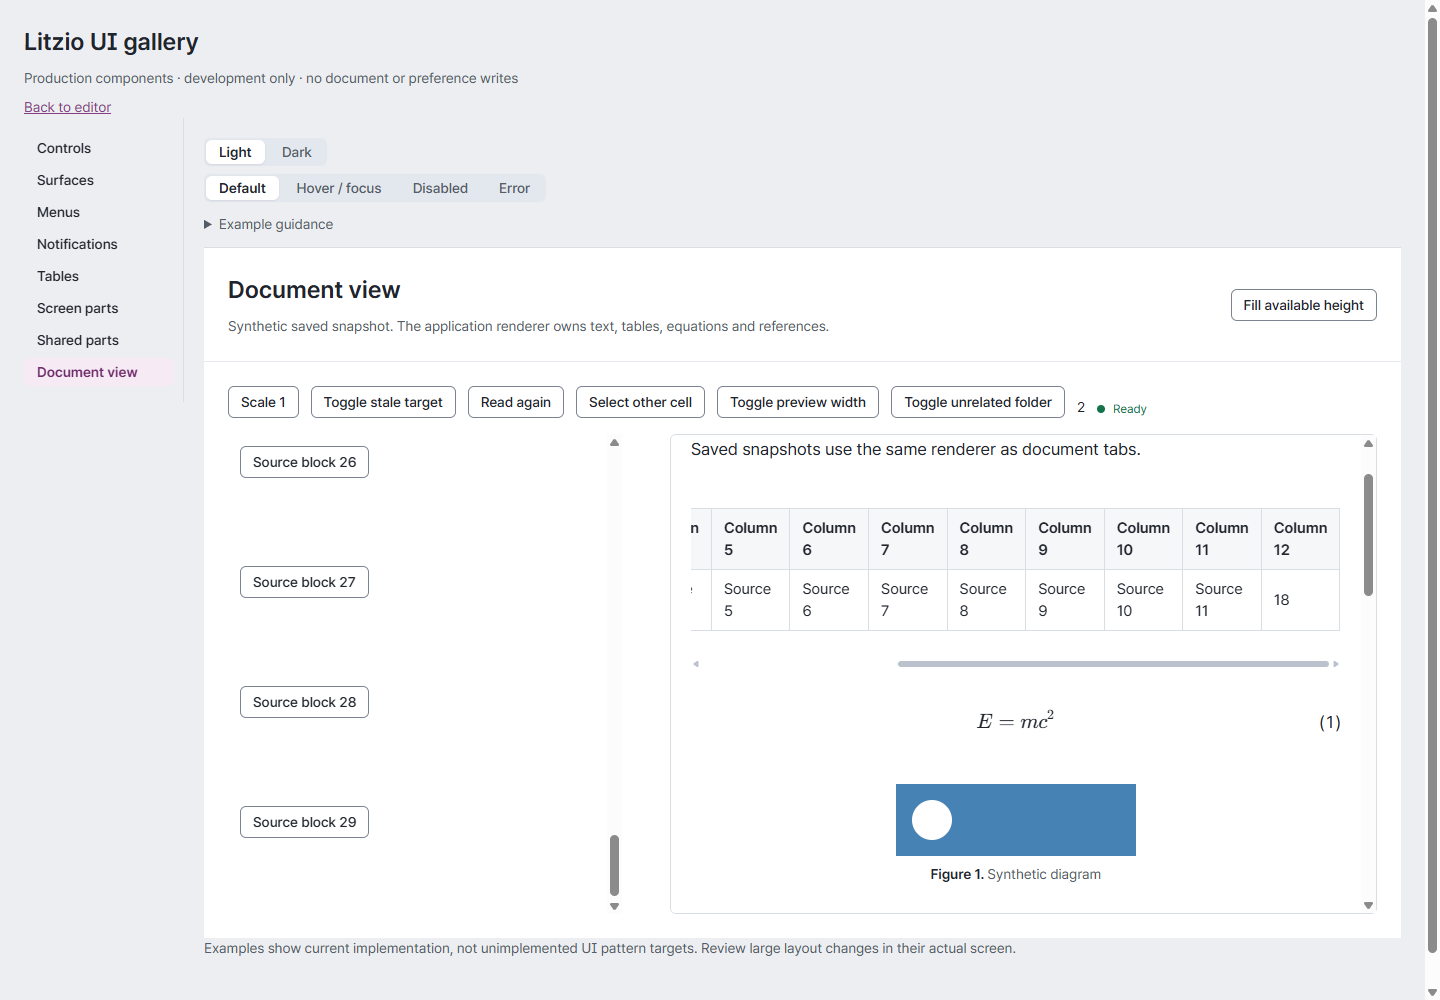 Litzio UI gallery
Production components · development only · no document or preference writes
Back to editor
Controls
Surfaces
Menus
Notifications
Tables
Screen parts
Shared parts
Document view
Light Dark
Default Hover / focus Disabled Error
Example guidance
Document view
Synthetic saved snapshot. The application renderer owns text, tables, equations and references.
Fill available height
Scale 1 Toggle stale target Read again Select other cell Toggle preview width Toggle unrelated folder 2 Ready
Source block 26
Source block 27
Source block 28
Source block 29
Saved snapshots use the same renderer as document tabs.
n Column 5 Column 6 Column 7 Column 8 Column 9 Column 10 Column 11 Column 12
Source 5 Source 6 Source 7 Source 8 Source 9 Source 10 Source 11 18
E = mc² (1)
Figure 1. Synthetic diagram
Examples show current implementation, not unimplemented UI pattern targets. Review large layout changes in their actual screen.